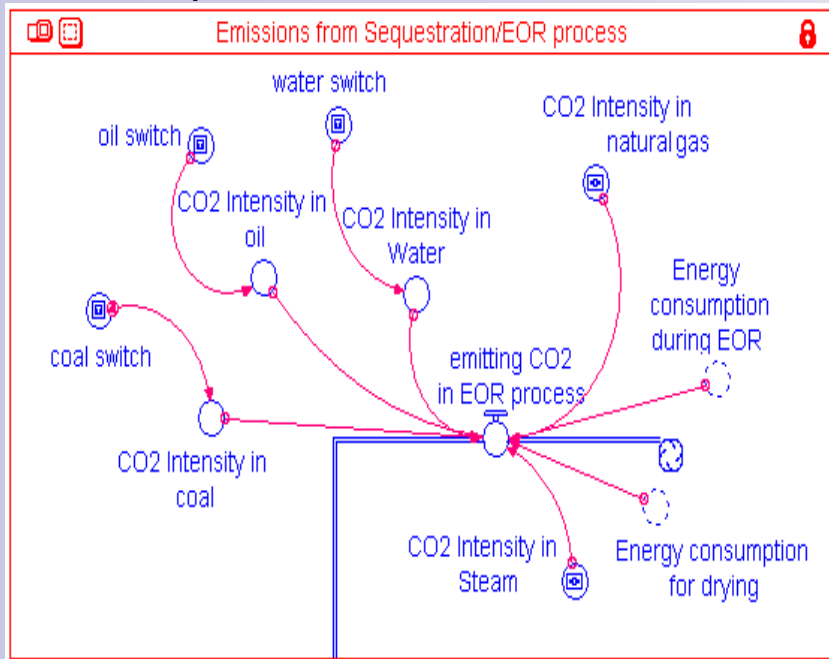 Emissions from Sequestration/EOR process
water switch
CO2 Intensity in
natural gas
oil switch
CO2 Intensity in
oil
CO2 Intensity in
Water
Energy
consumption
during EOR
coal switch
emitting CO2
in EOR process
CO2 Intensity in
coal
CO2 Intensity in
Steam
Energy consumption
for drying